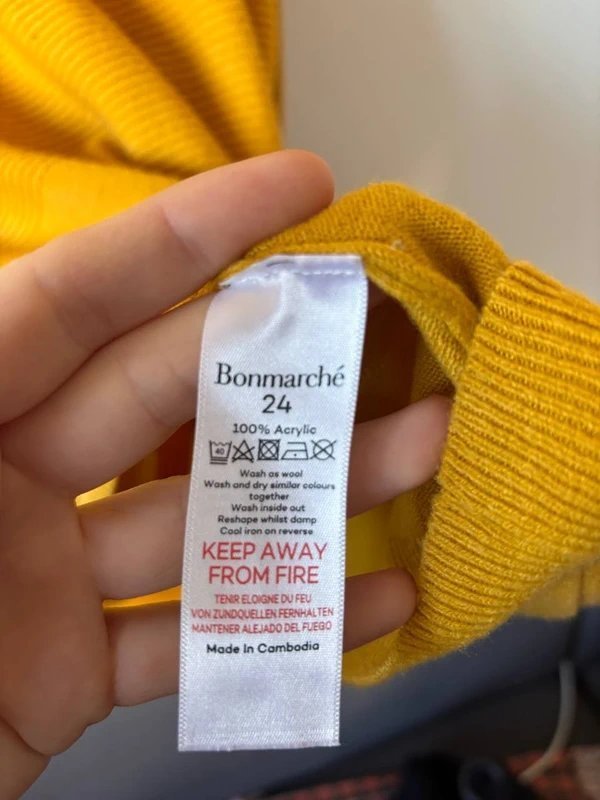 Bonmarché
24
100% Acrylic
40
Wash as wool
Wash and dry similar colours
together
Wash inside out
Reshape whilst damp
Cool iron on reverse
KEEP AWAY
FROM FIRE
TENIR ELOIGNE DU FEU
VON ZUNDQUELLEN FERNHALTEN
MANTENER ALEJADO DEL FUEGO
Made In Cambodia